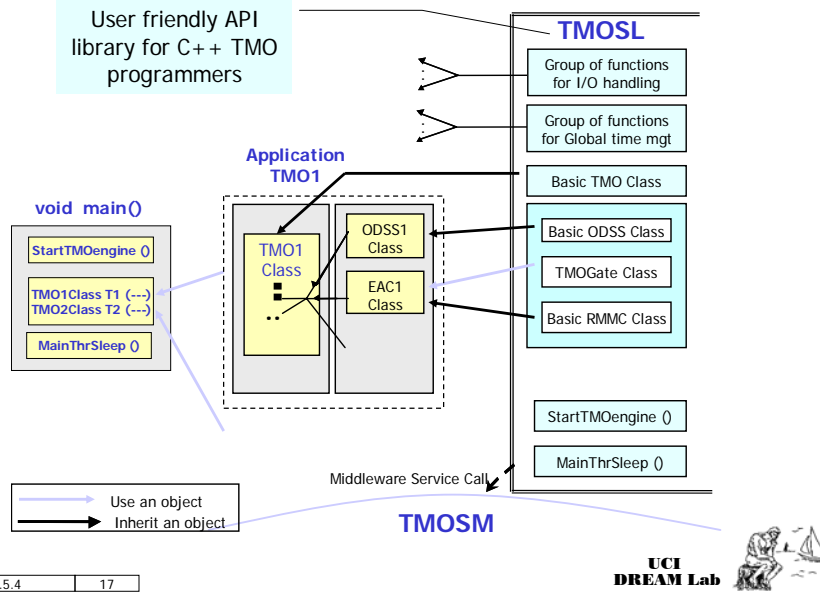 User friendly API
library for C++ TMO
programmers
TMOSL
Group of functions
for I/O handling
Group of functions
for Global time mgt
Basic TMO Class
Basic ODSS Class
TMOGate Class
Basic RMMC Class
StartTMOengine ()
MainThrSleep ()
Application
TMO1
ODSS1
Class
TMO1
Class
EAC1
Class
void main()
StartTMOengine ()
TMO1Class T1 (---)
TMO2Class T2 (---)
MainThrSleep ()
Middleware Service Call
Use an object
Inherit an object
TMOSM
UCI
DREAM Lab
.5.4
17